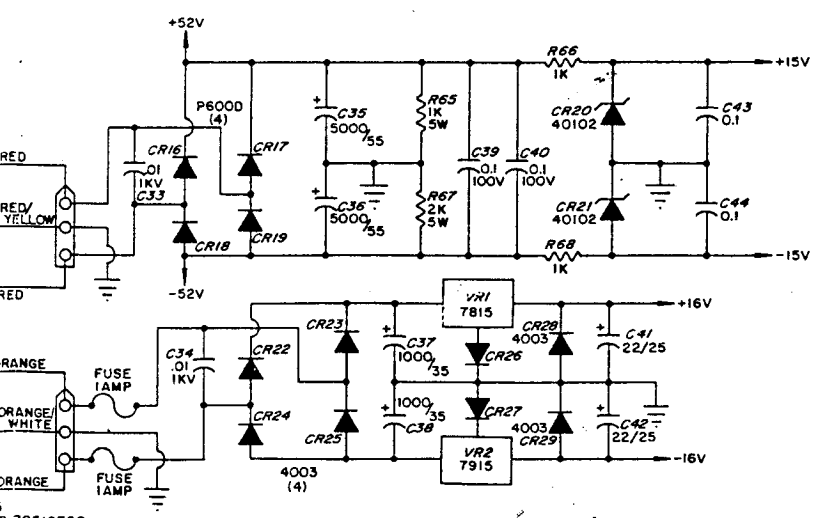 +52V
R66
1K
+15V
P600D
(4)
C35
5000/55
R65
1K
5W
CR20
40102
C43
0.1
RED
CR16
CR17
.01
1KV
C33
C39
0.1
100V
C40
0.1
100V
RED/
YELLOW
C36
5000/55
R67
2K
5W
CR21
40102
C44
0.1
CR18
CR19
R68
1K
-15V
RED
-52V
VR1
7815
+16V
CR23
C37
1000/35
CR28
4003
C41
22/25
C34
.01
1KV
CR22
CR26
ORANGE
FUSE
1AMP
ORANGE/
WHITE
CR24
CR25
1000/35
C38
CR27
4003
CR29
C42
22/25
VR2
7915
-16V
ORANGE
FUSE
1AMP
4003
(4)